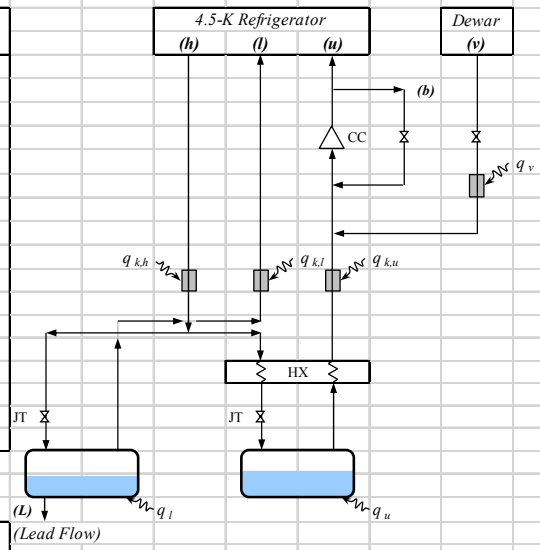 4.5-K Refrigerator
Dewar
(h)
(l)
(u)
(v)
(b)
CC
q v
q k,h
q k,l
q k,u
HX
JT
JT
(L)
q l
q u
(Lead Flow)